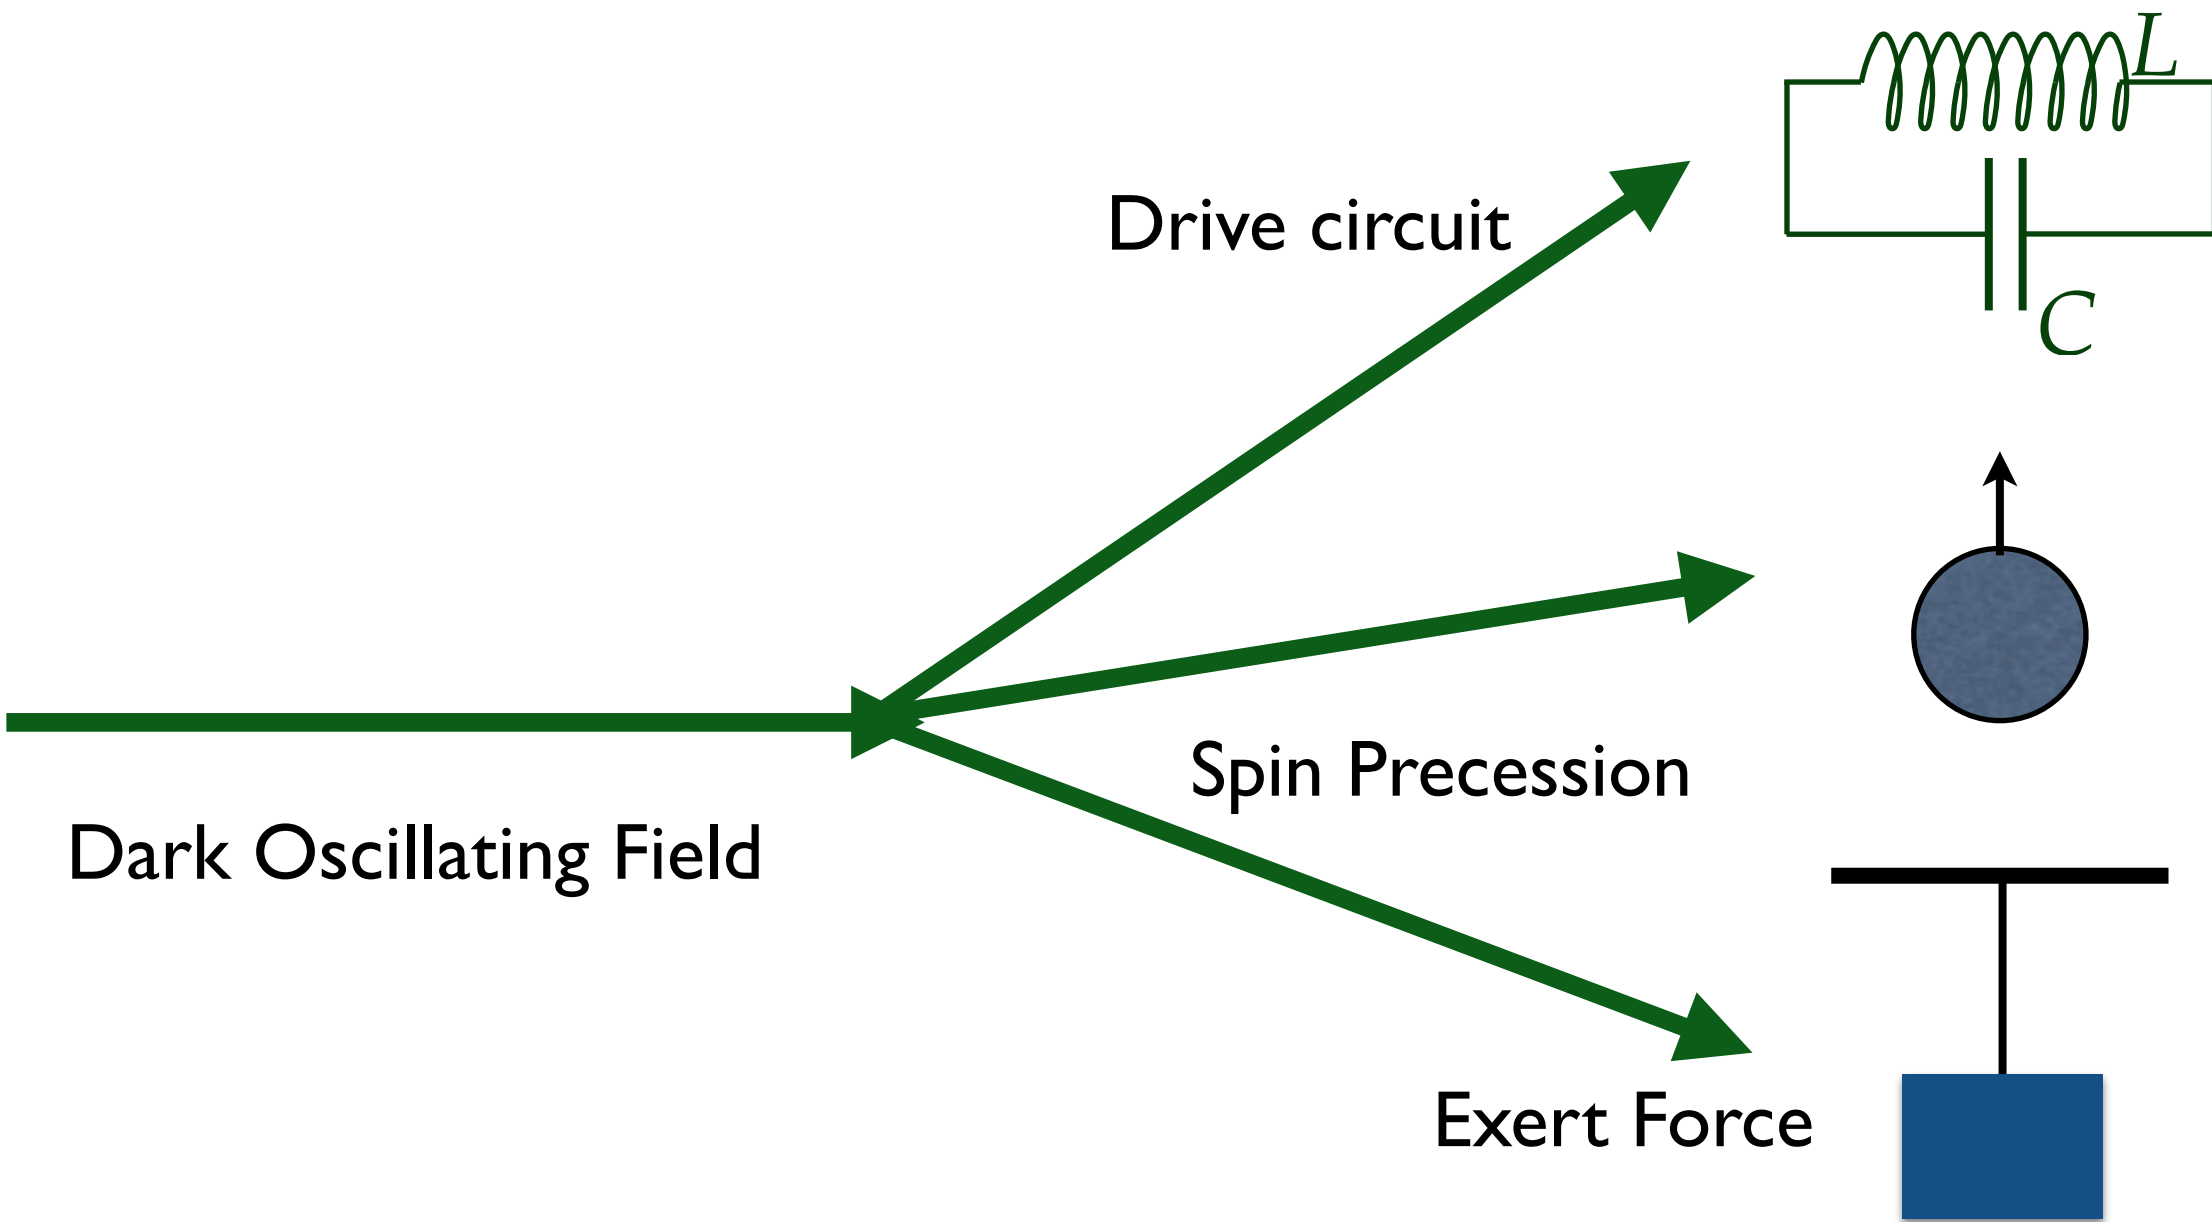 L
Drive circuit
C
Spin Precession
Dark Oscillating Field
Exert Force